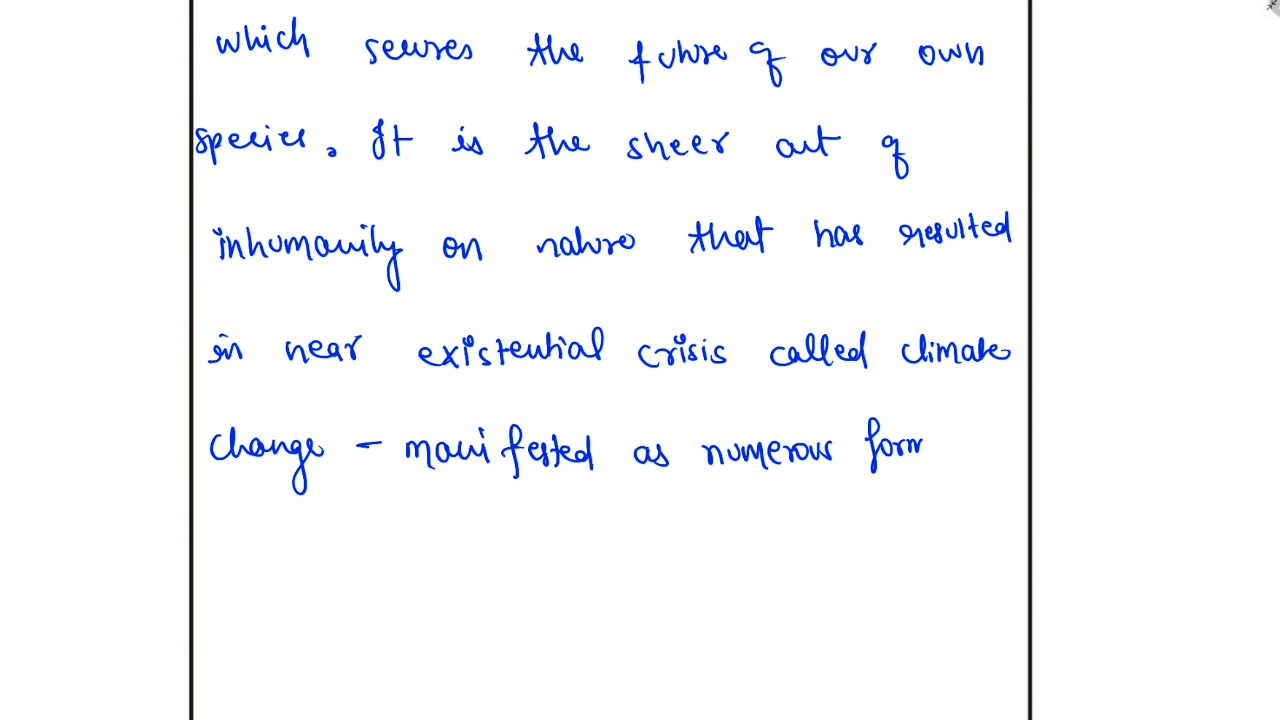 which secures the future of our own
species. It is the sheer act of
inhumanity on nature that has resulted
in near existential crisis called climate
change - manifested as numerous form